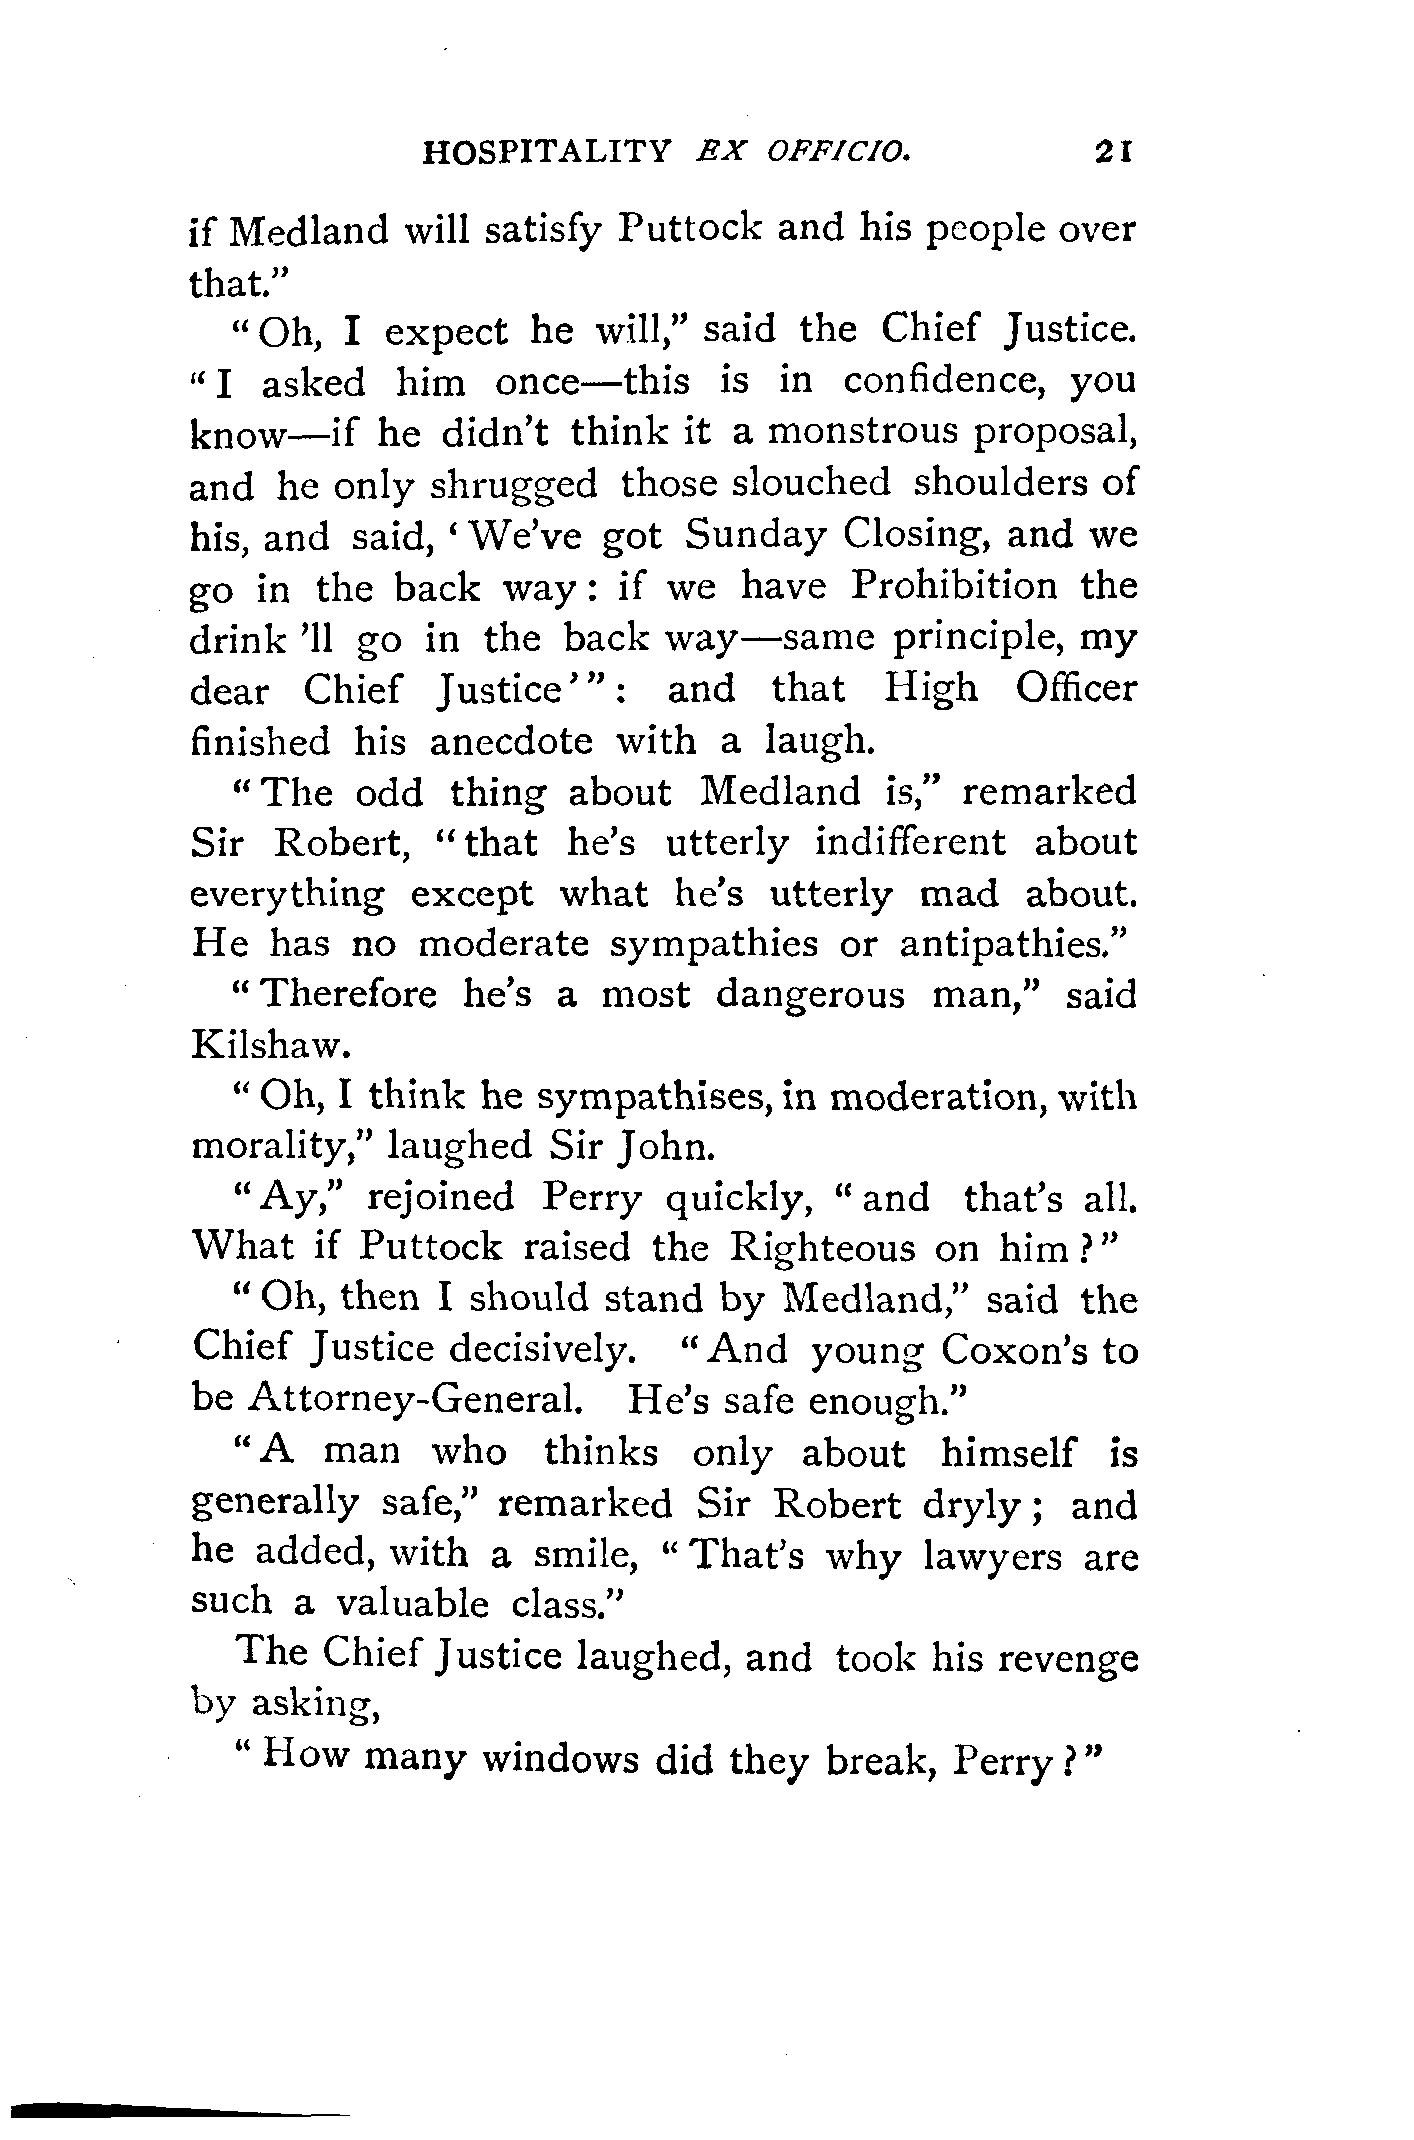 HOSPITALITY EX OFFICIO. 21
if Medland will satisfy Puttock and his people over
that."
"Oh, I expect he will," said the Chief Justice.
"I asked him once—this is in confidence, you
know—if he didn't think it a monstrous proposal,
and he only shrugged those slouched shoulders of
his, and said, 'We've got Sunday Closing, and we
go in the back way: if we have Prohibition the
drink 'll go in the back way—same principle, my
dear Chief Justice'": and that High Officer
finished his anecdote with a laugh.
"The odd thing about Medland is," remarked
Sir Robert, "that he's utterly indifferent about
everything except what he's utterly mad about.
He has no moderate sympathies or antipathies."
"Therefore he's a most dangerous man," said
Kilshaw.
"Oh, I think he sympathises, in moderation, with
morality," laughed Sir John.
"Ay," rejoined Perry quickly, "and that's all.
What if Puttock raised the Righteous on him?"
"Oh, then I should stand by Medland," said the
Chief Justice decisively. "And young Coxon's to
be Attorney-General. He's safe enough."
"A man who thinks only about himself is
generally safe," remarked Sir Robert dryly; and
he added, with a smile, "That's why lawyers are
such a valuable class."
The Chief Justice laughed, and took his revenge
by asking,
"How many windows did they break, Perry?"